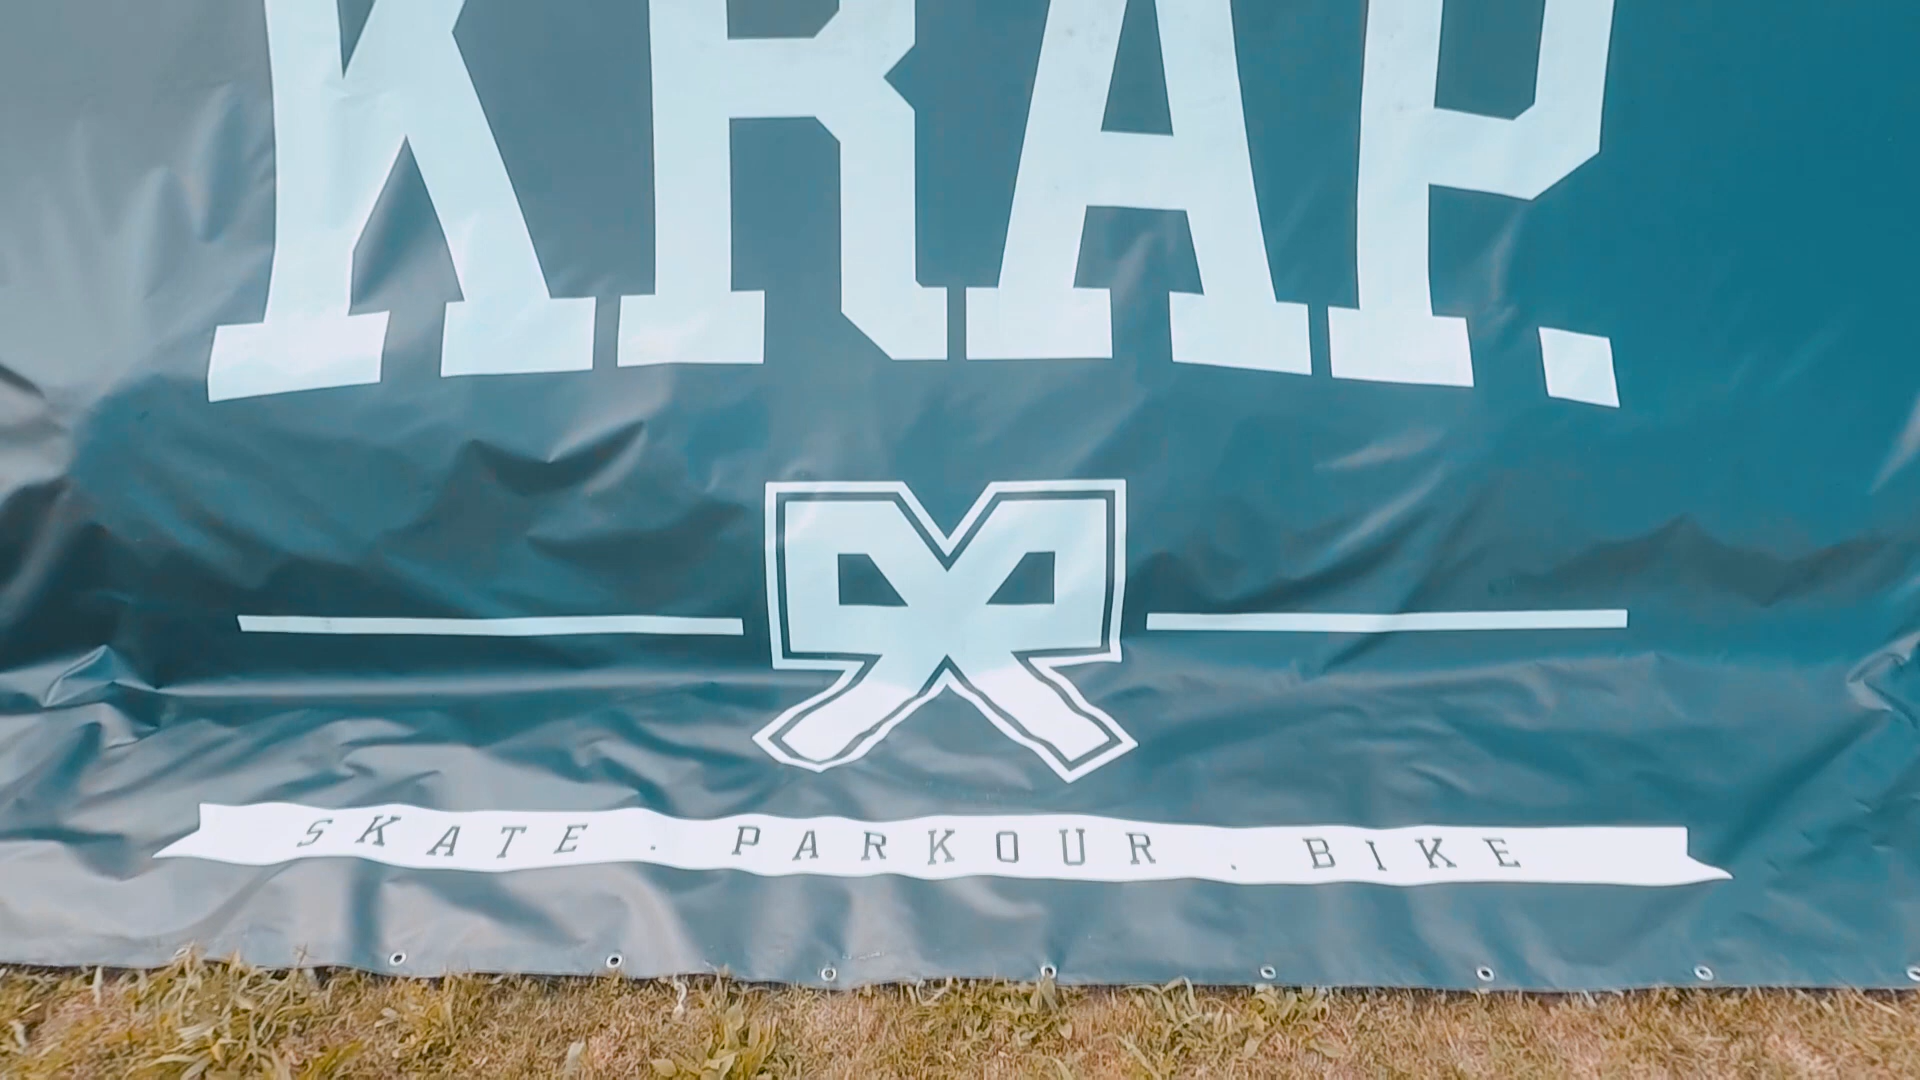 KRAP.
SKATE . PARKOUR . BIKE